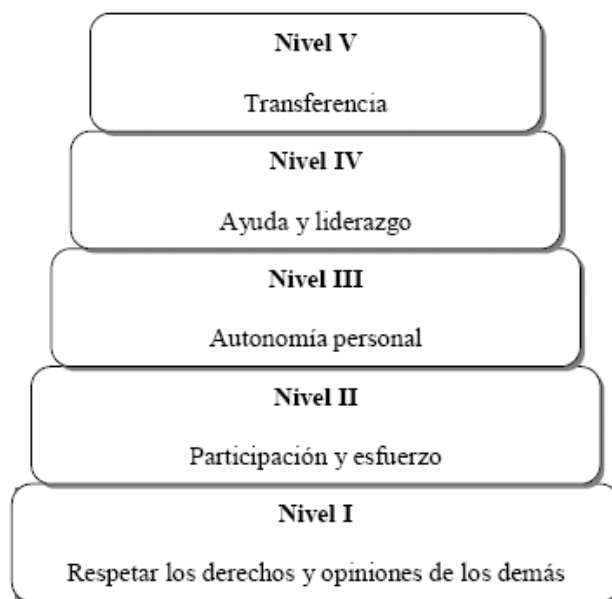 Nivel V
Transferencia
Nivel IV
Ayuda y liderazgo
Nivel III
Autonomía personal
Nivel II
Participación y esfuerzo
Nivel I
Respetar los derechos y opiniones de los demás